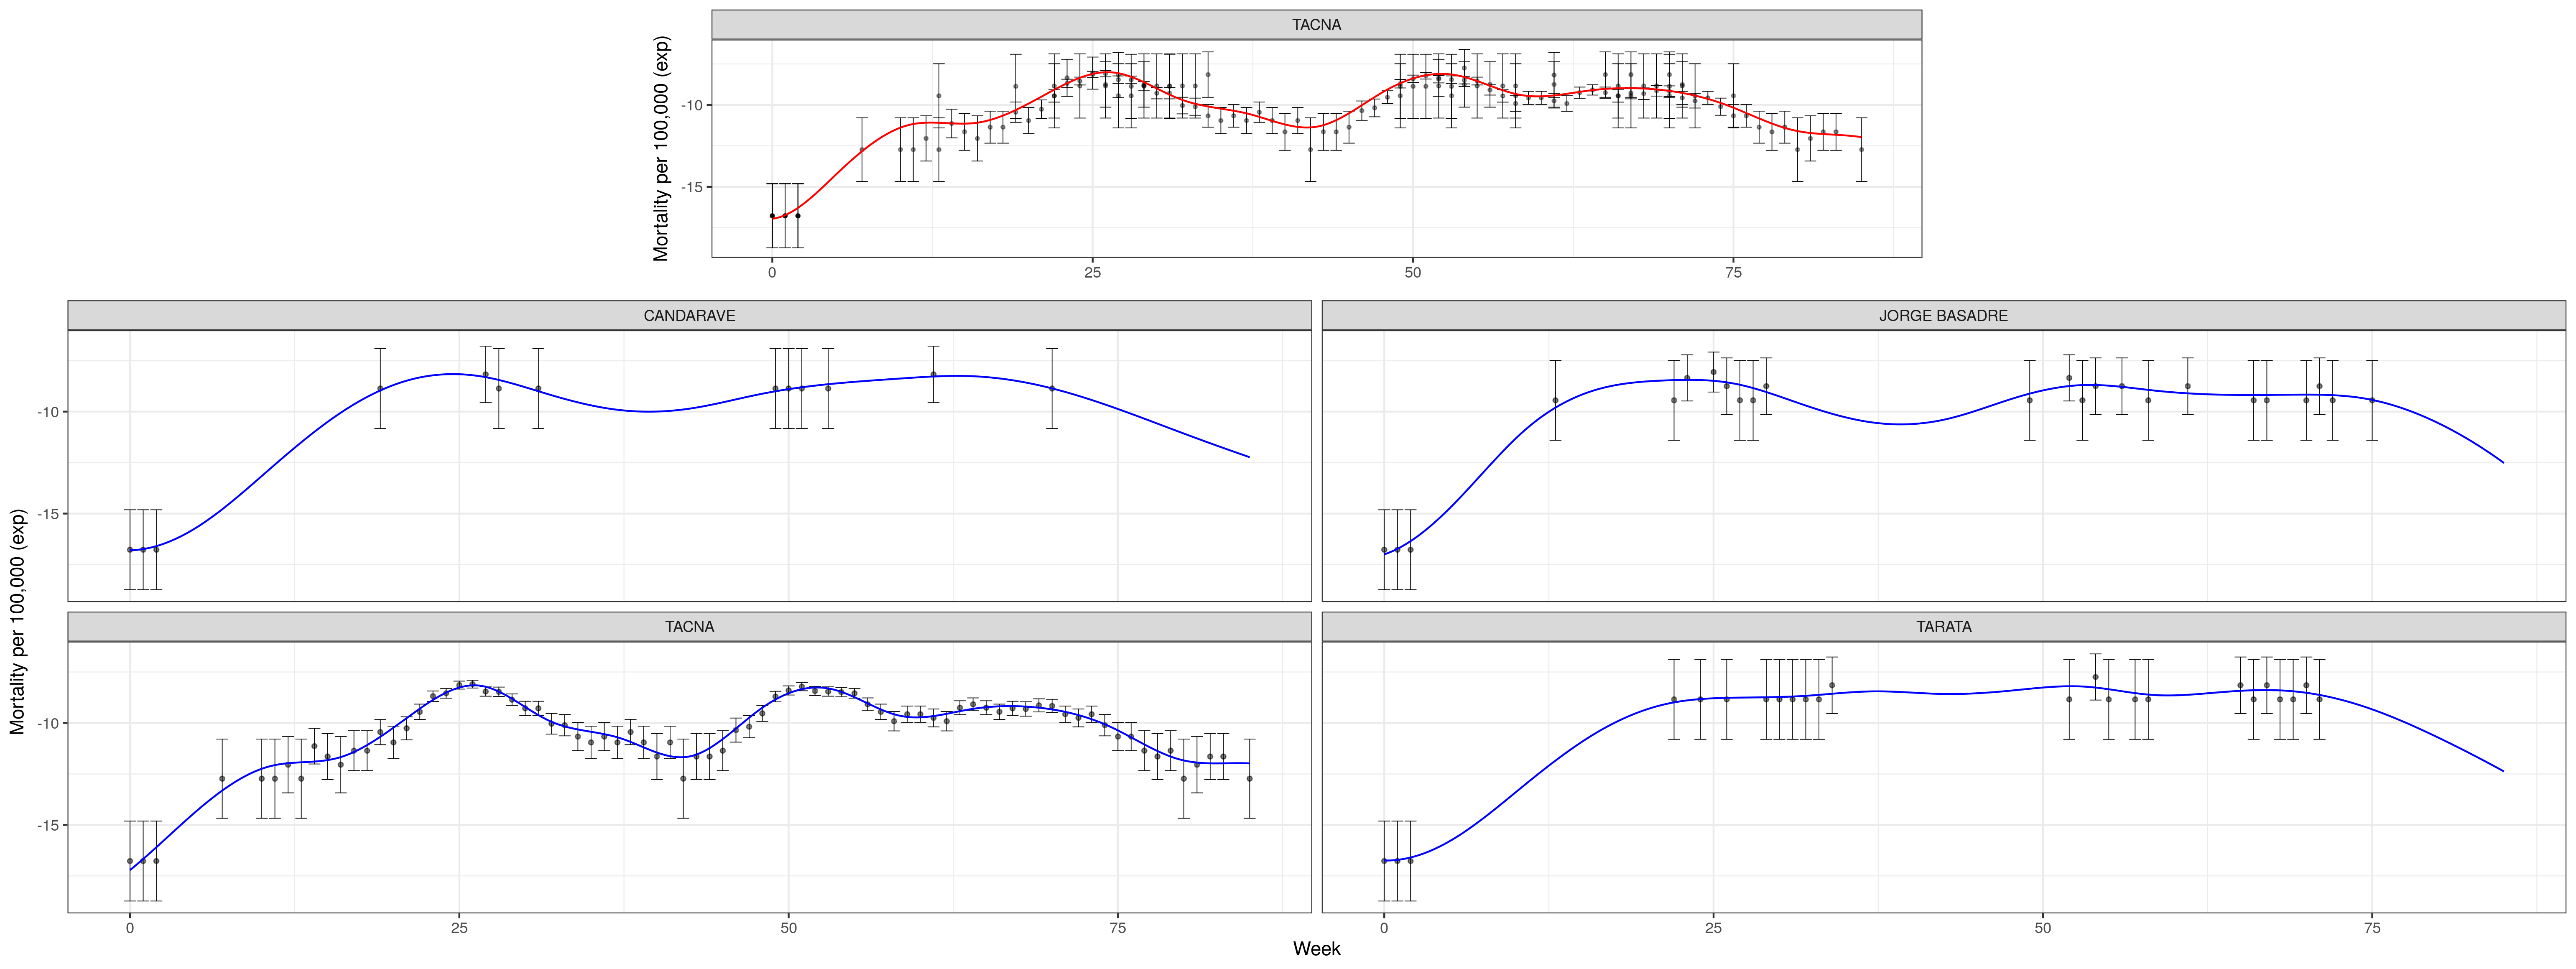 TACNA
Mortality per 100,000 (exp)
-10
-15
0 25 50 75
CANDARAVE JORGE BASADRE
-10
-15
Mortality per 100,000 (exp)
TACNA TARATA
-10
-15
0 25 50 75 0 25 50 75
Week